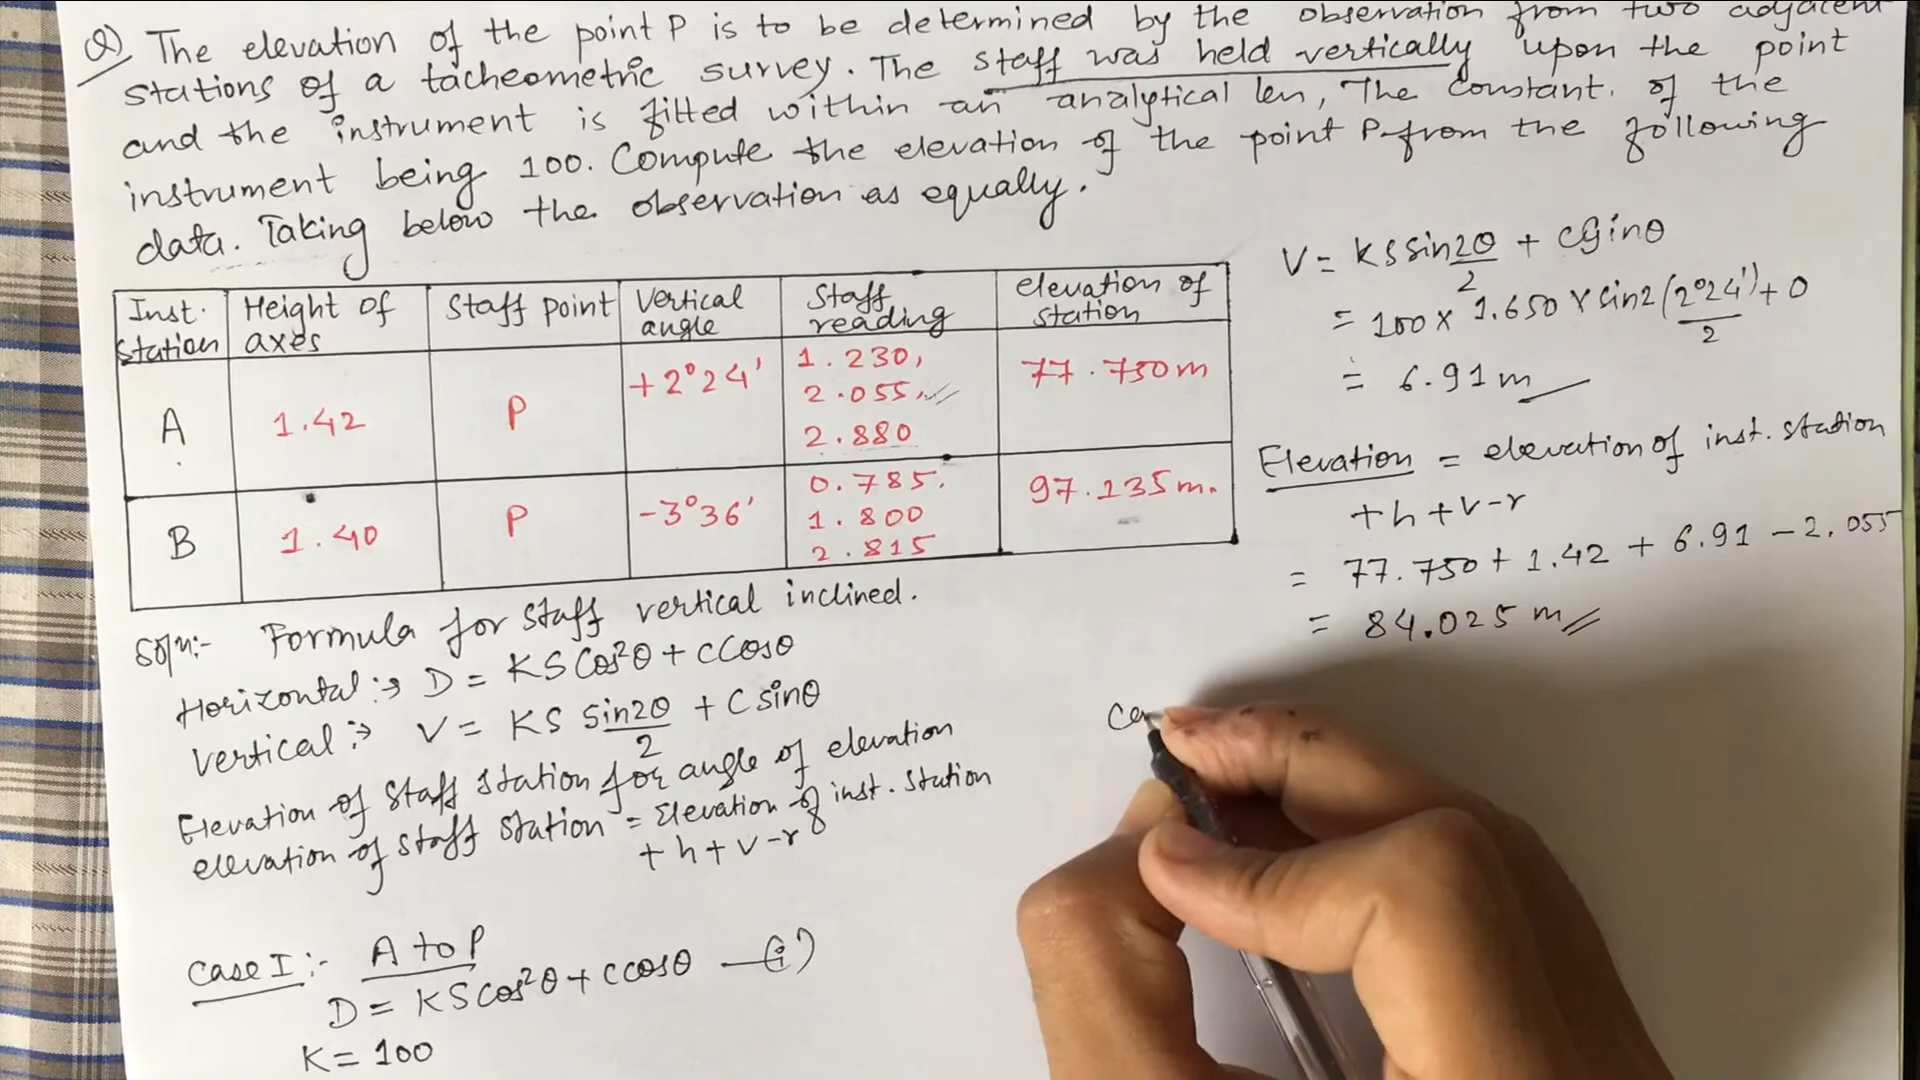 Q) The elevation of the point P is to be determined by the observation from two adjacent
stations of a tacheometric survey. The staff was held vertically upon the point
and the instrument is fitted within an analytical len, The constant. of the
instrument being 100. Compute the elevation of the point P from the following
data. Taking below the observation as equally.
Inst. station Height of axes Staff point Vertical angle Staff reading elevation of station
A 1.42 P +2°24' 1.230, 2.055, 2.880 77.750m
B 1.40 P -3°36' 0.785. 1.800 2.815 97.135m.
Soln:- Formula for staff vertical inclined.
Horizontal :→ D = KS Cos²θ + CCosθ
Vertical :→ V = KS sin2θ/2 + C sinθ
Elevation of staff station for angle of elevation
elevation of staff station = Elevation of inst. station
+ h + v - r
Case I :- A to P
D = KS cos²θ + ccosθ —(i)
K = 100
V = KS sin2θ/2 + csinθ
= 100 × 1.650 × sin2(2°24')/2 + 0
= 6.91 m
Elevation = elevation of inst. station
+ h + v - r
= 77.750 + 1.42 + 6.91 - 2.055
= 84.025 m